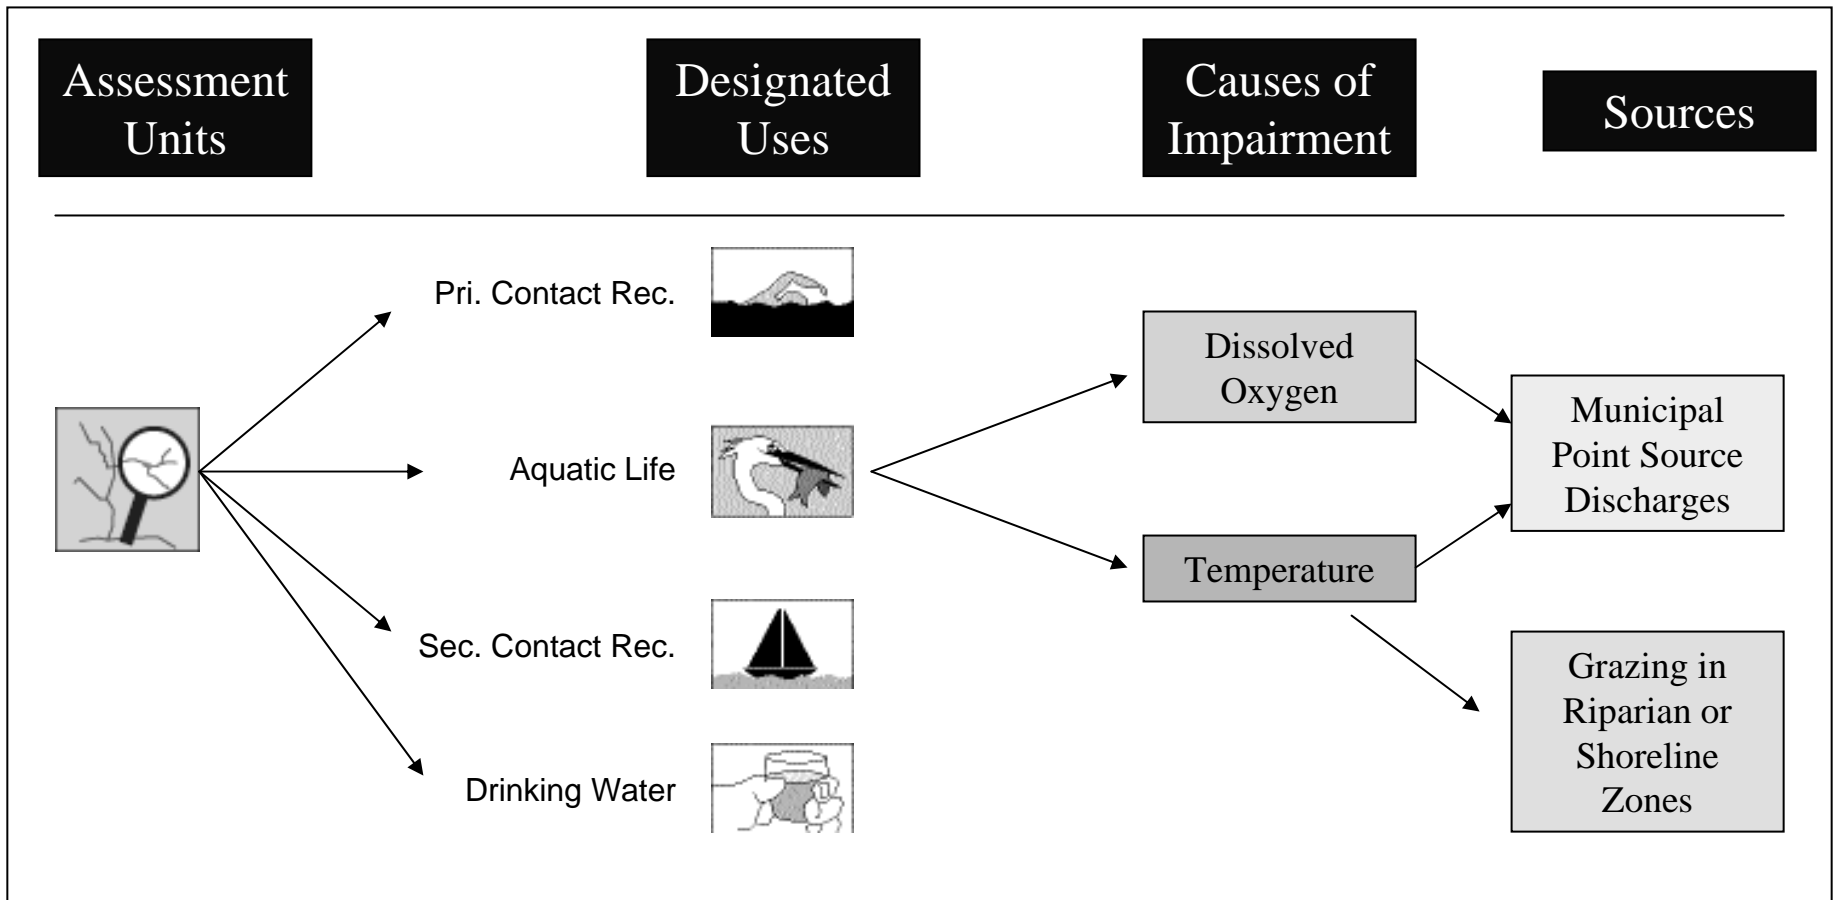 Assessment
Units
Designated
Uses
Causes of
Impairment
Sources
Pri. Contact Rec.
Aquatic Life
Sec. Contact Rec.
Drinking Water
Dissolved
Oxygen
Temperature
Municipal
Point Source
Discharges
Grazing in
Riparian or
Shoreline
Zones